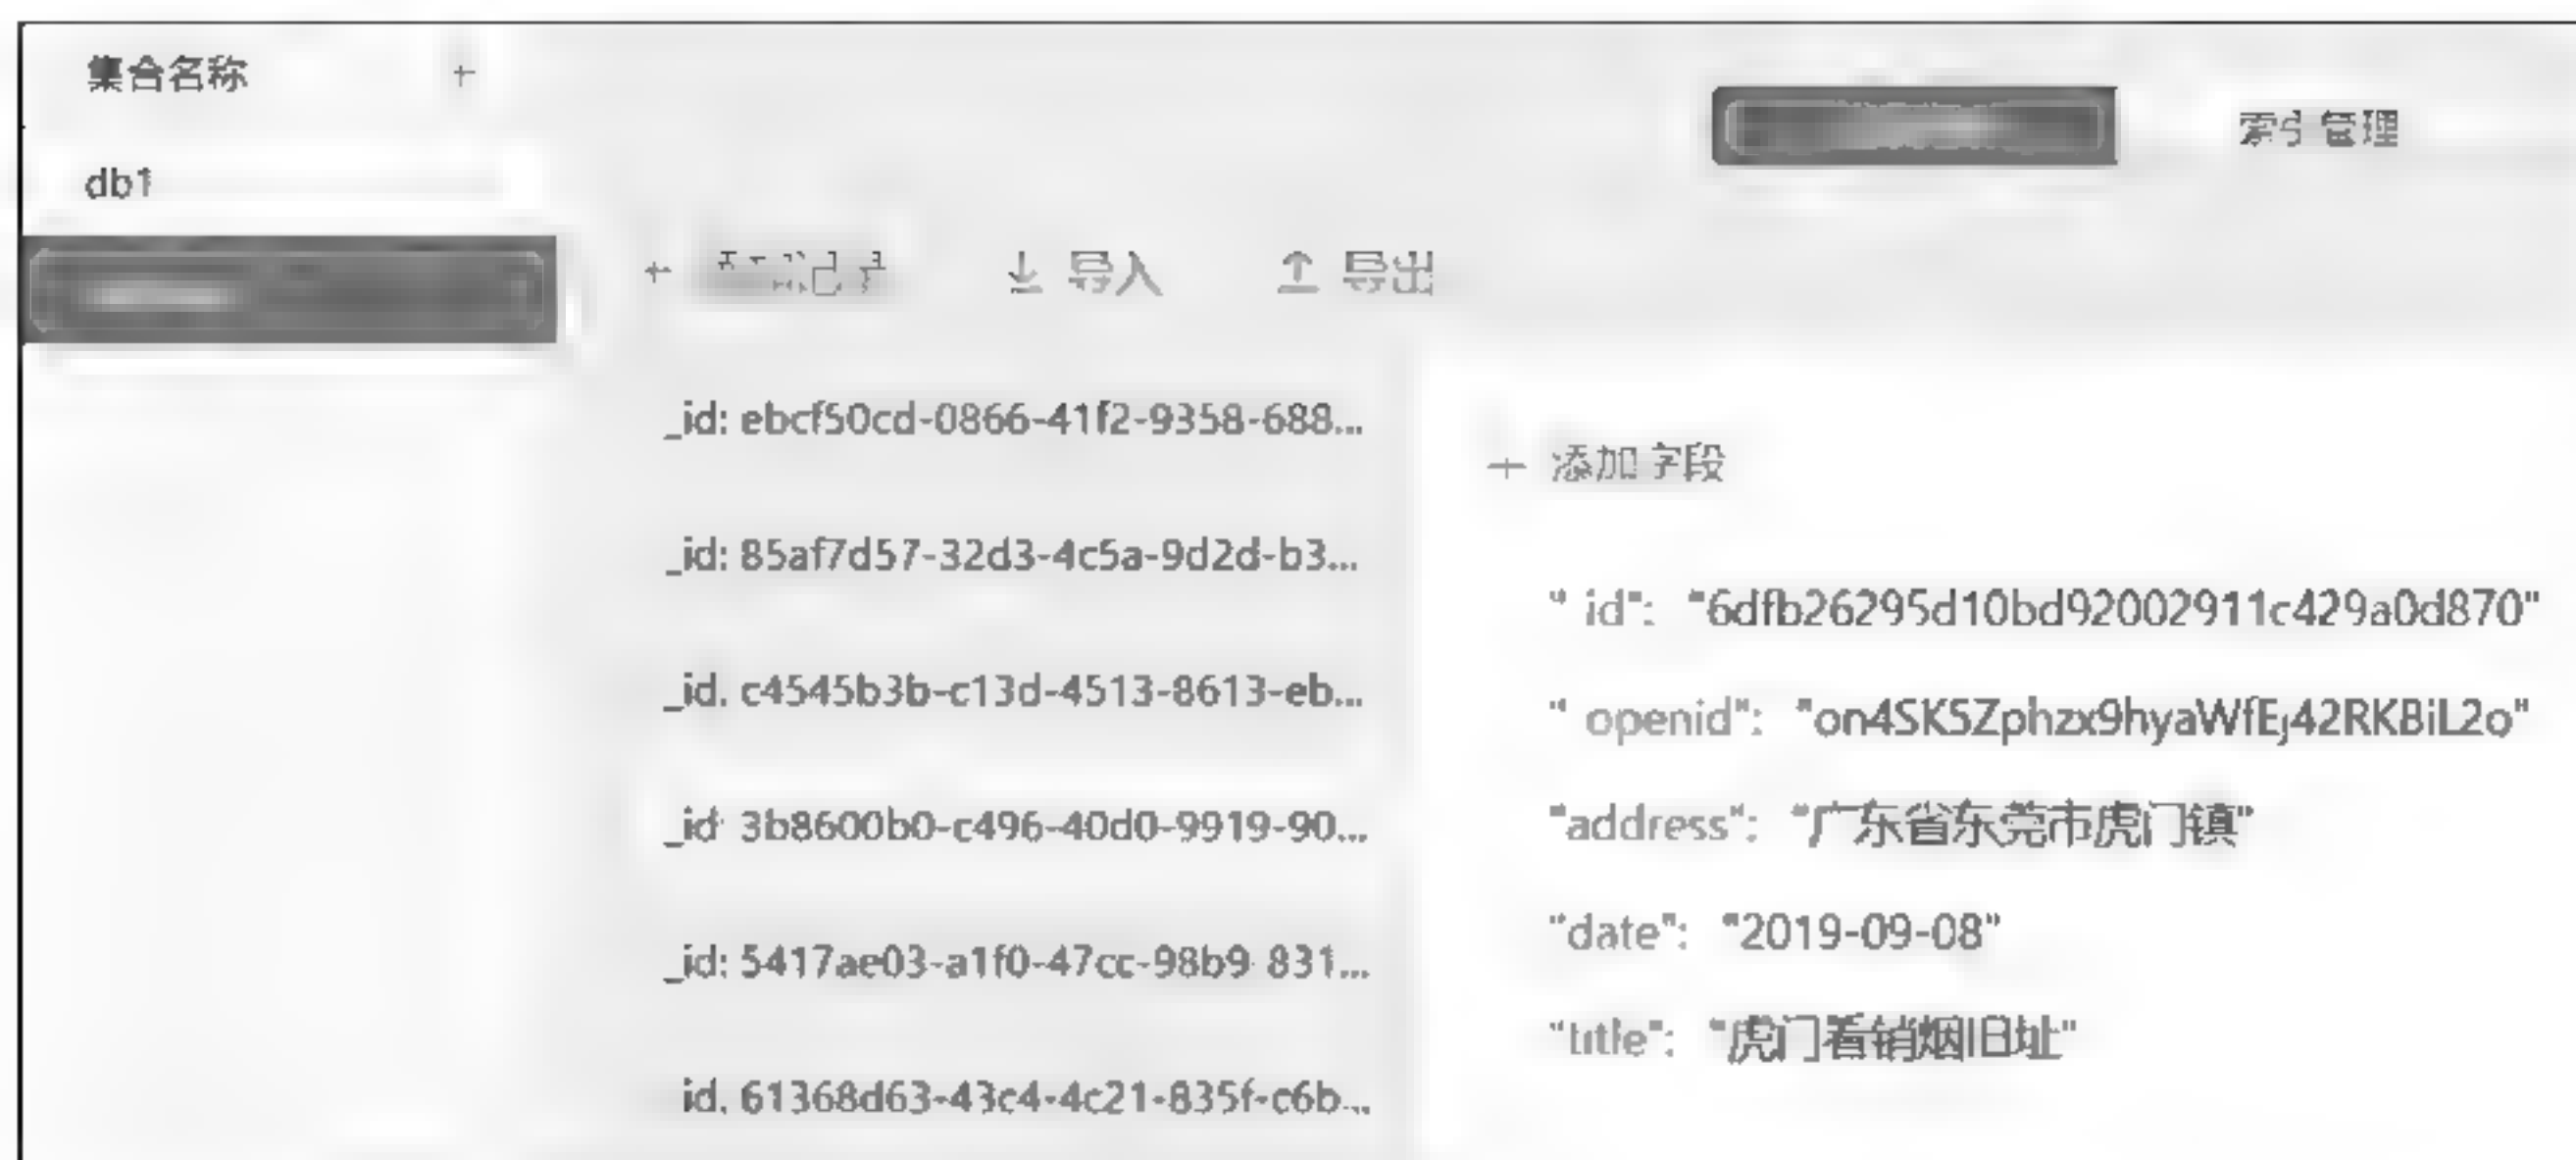 集合名称 +
db1
索引管理
+
导入
导出
_id: ebcf50cd-0866-41f2-9358-688...
_id: 85af7d57-32d3-4c5a-9d2d-b3...
_id: c4545b3b-c13d-4513-8613-eb...
_id: 3b8600b0-c496-40d0-9919-90...
_id: 5417ae03-a1f0-47cc-98b9-831...
_id: 61368d63-43c4-4c21-835f-c6b...
+ 添加字段
"_id": "6dfb26295d10bd92002911c429a0d870"
"_openid": "on4SK5Zphzx9hyaWfEj42RKBiL2o"
"address": "广东省东莞市虎门镇"
"date": "2019-09-08"
"title": "虎门看销烟旧址"